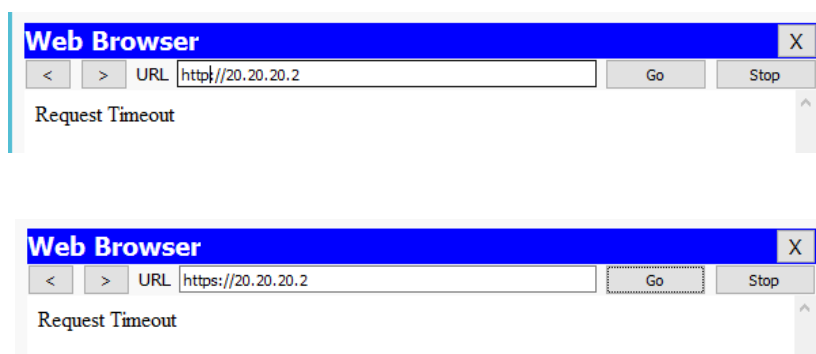 Web Browser X
< > URL http://20.20.20.2 Go Stop
Request Timeout
Web Browser X
< > URL https://20.20.20.2 Go Stop
Request Timeout